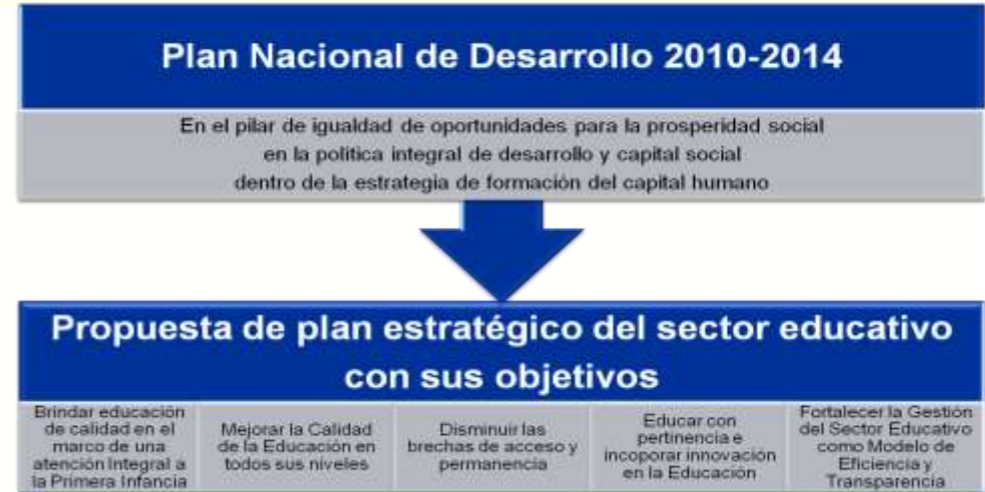 Plan Nacional de Desarrollo 2010-2014
En el pilar de igualdad de oportunidades para la prosperidad social
en la política integral de desarrollo y capital social
dentro de la estrategia de formación del capital humano
Propuesta de plan estratégico del sector educativo
con sus objetivos
Brindar educación
de calidad en el
marco de una
atención Integral a
la Primera Infancia
Mejorar la Calidad
de la Educación en
todos sus niveles
Disminuir las
brechas de acceso y
permanencia
Educar con
pertinencia e
incoporar innovación
en la Educación
Fortalecer la Gestión
del Sector Educativo
como Modelo de
Eficiencia y
Transparencia